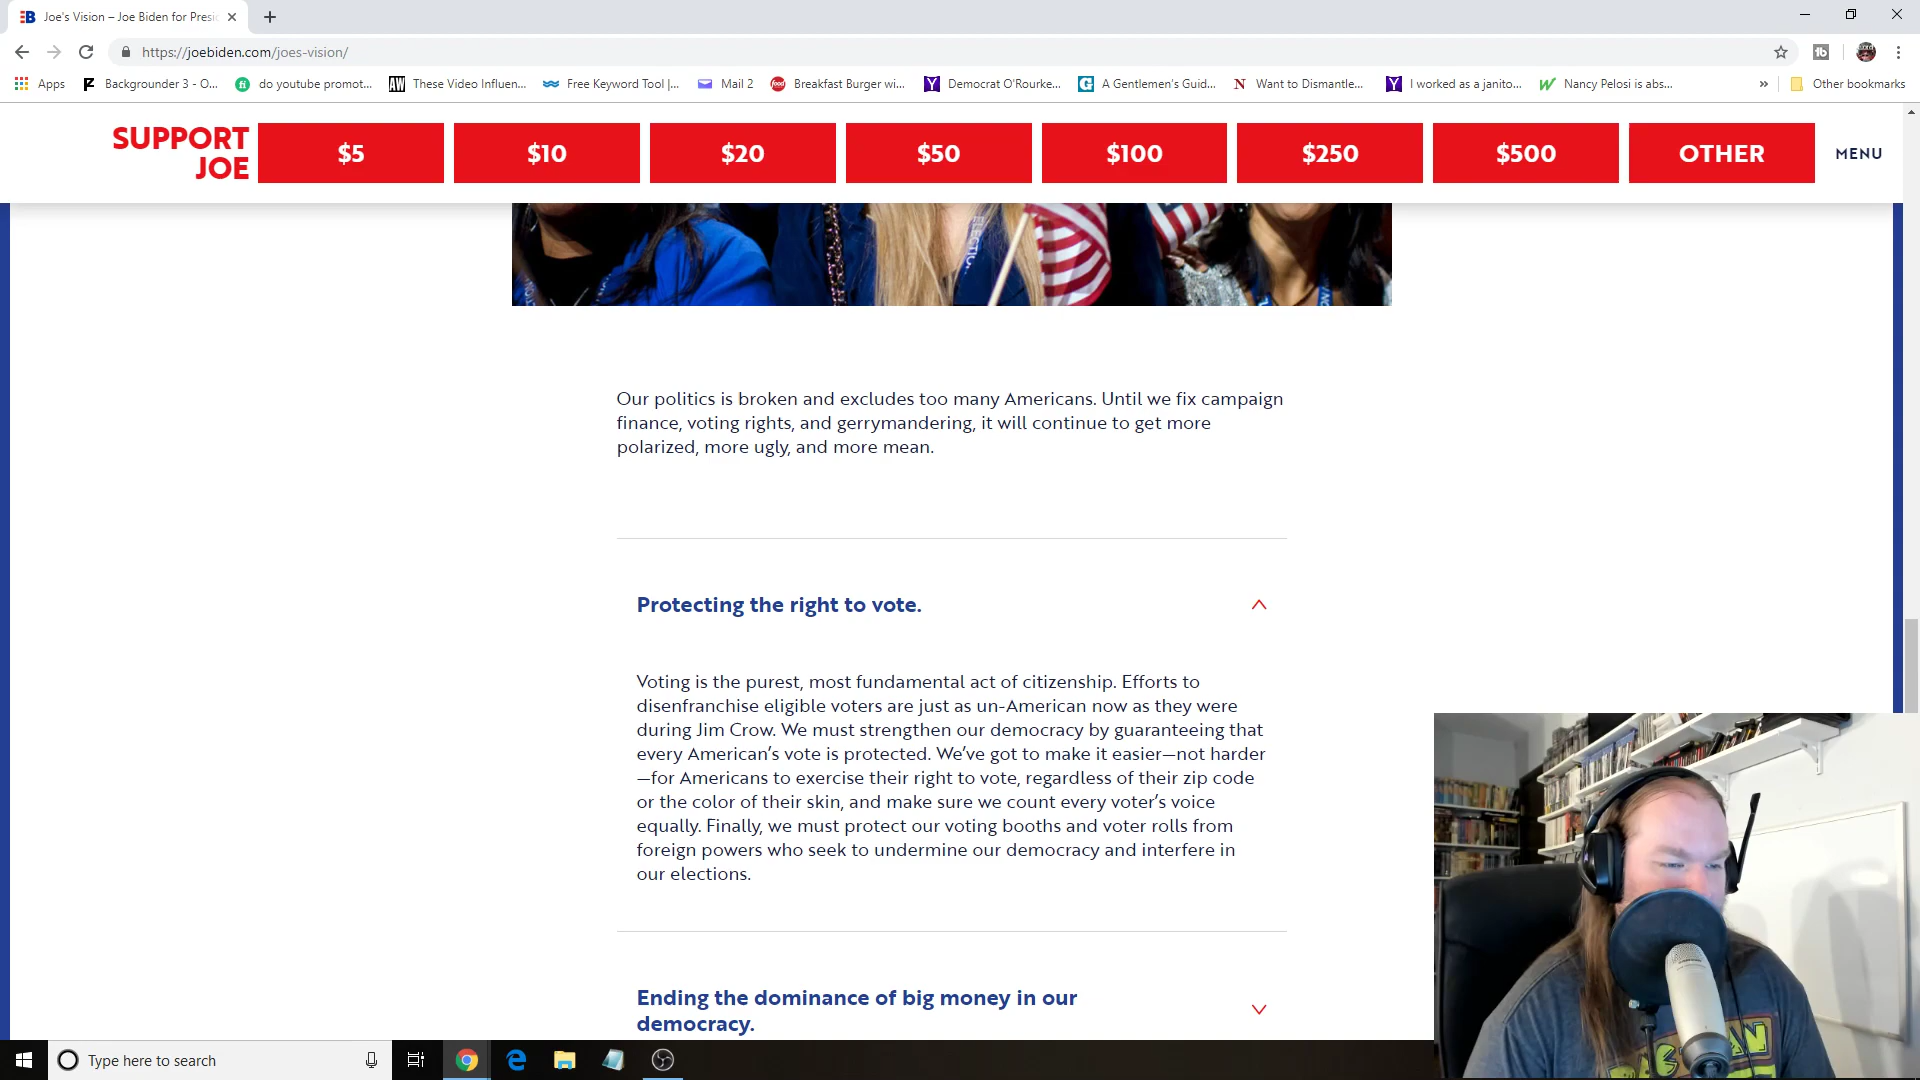 Joe's Vision – Joe Biden for Presi
https://joebiden.com/joes-vision/
Apps
Backgrounder 3 - O...
do youtube promot...
These Video Influen...
Free Keyword Tool |...
Mail 2
Breakfast Burger wi...
Democrat O'Rourke...
A Gentlemen's Guid...
Want to Dismantle...
I worked as a janito...
Nancy Pelosi is abs...
»
Other bookmarks
SUPPORT
JOE
$5
$10
$20
$50
$100
$250
$500
OTHER
MENU
Our politics is broken and excludes too many Americans. Until we fix campaign
finance, voting rights, and gerrymandering, it will continue to get more
polarized, more ugly, and more mean.
Protecting the right to vote.
Voting is the purest, most fundamental act of citizenship. Efforts to
disenfranchise eligible voters are just as un-American now as they were
during Jim Crow. We must strengthen our democracy by guaranteeing that
every American’s vote is protected. We’ve got to make it easier—not harder
—for Americans to exercise their right to vote, regardless of their zip code
or the color of their skin, and make sure we count every voter’s voice
equally. Finally, we must protect our voting booths and voter rolls from
foreign powers who seek to undermine our democracy and interfere in
our elections.
Ending the dominance of big money in our
democracy.
Type here to search